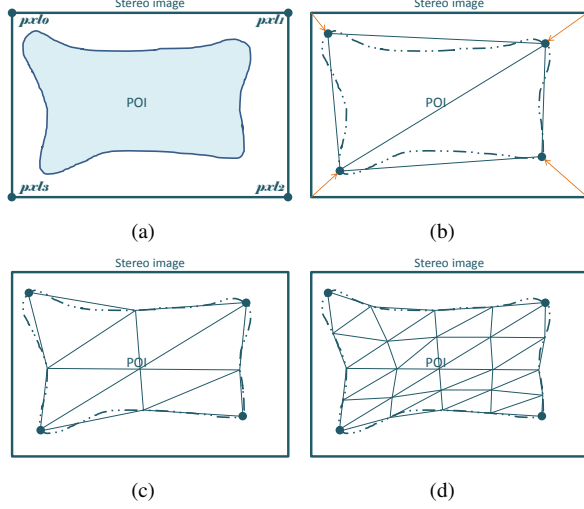 Stereo image
Stereo image
pxl0
pxl1
POI
POI
pxl3
pxl2
(a)
(b)
Stereo image
Stereo image
POI
POI
(c)
(d)